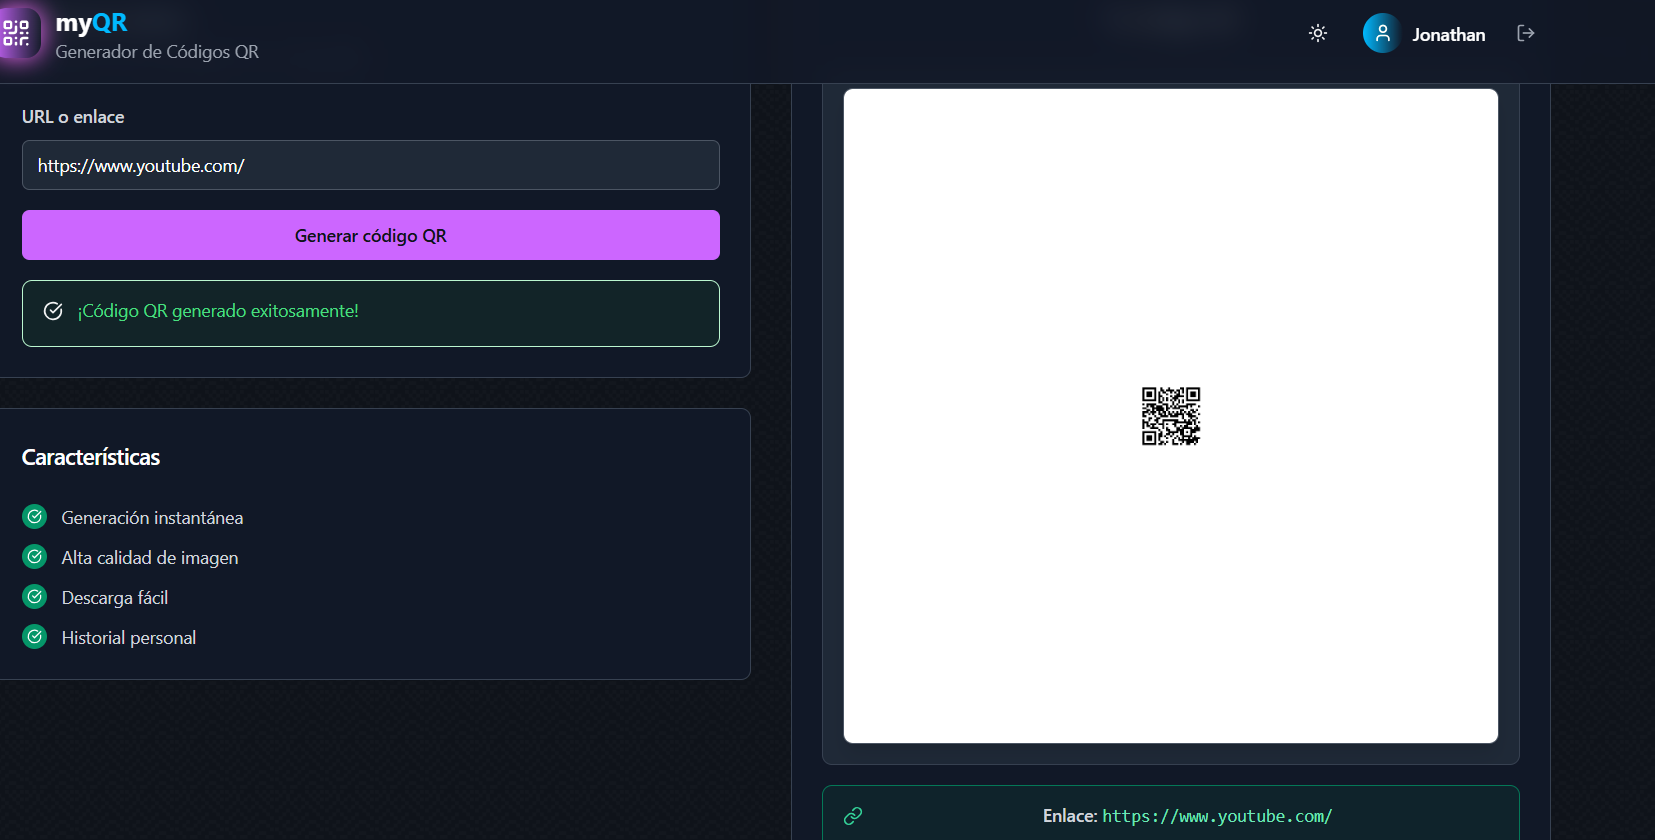 myQR
Generador de Códigos QR
Jonathan
URL o enlace
https://www.youtube.com/
Generar código QR
¡Código QR generado exitosamente!
Características
Generación instantánea
Alta calidad de imagen
Descarga fácil
Historial personal
Enlace: https://www.youtube.com/